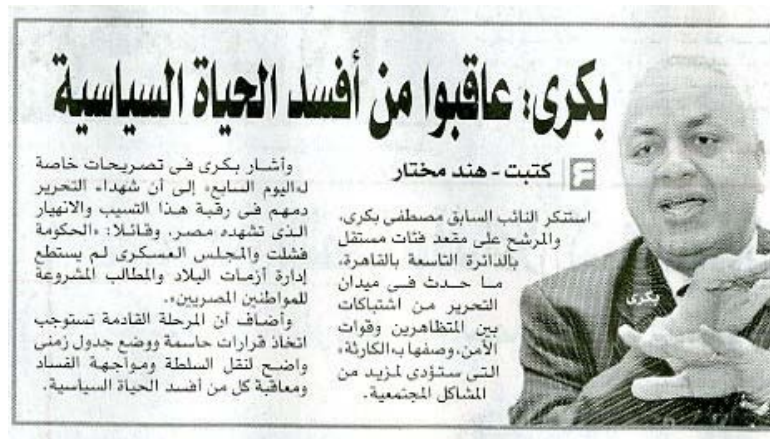 بكرى: عاقبوا من أفسد الحياة السياسية
كتبت - هند مختار
استنكر النائب السابق مصطفى بكرى،
والمرشح على مقعد فئات مستقل
بالدائرة التاسعة بالقاهرة،
ما حدث فى ميدان
التحرير من اشتباكات
بين المتظاهرين وقوات
الأمن، وصفها بـ«الكارثة»
التى ستؤدى لمزيد من
المشاكل المجتمعية.
وأشار بكرى فى تصريحات خاصة
لـ«اليوم السابع» إلى أن شهداء التحرير
دمهم فى رقبة هذا التسيب والانهيار
الذى تشهده مصر، وقائلا: «الحكومة
فشلت والمجلس العسكرى لم يستطع
إدارة أزمات البلاد والمطالب المشروعة
للمواطنين المصريين».
وأضاف أن المرحلة القادمة تستوجب
اتخاذ قرارات حاسمة ووضع جدول زمنى
واضح لنقل السلطة ومواجهة الفساد
ومعاقبة كل من أفسد الحياة السياسية.
بكرى